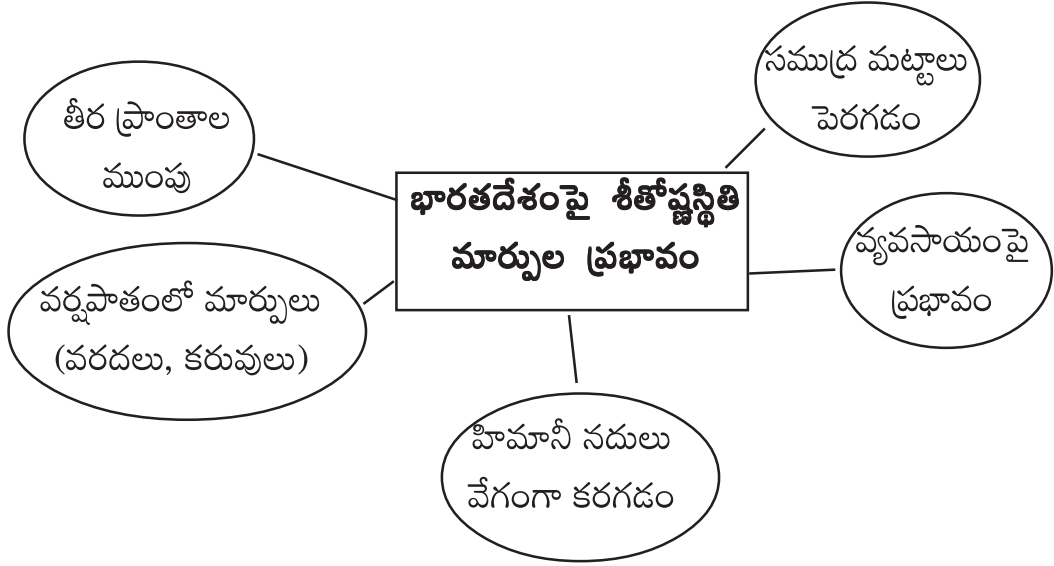 సముద్ర మట్టాలు
పెరగడం
తీర ప్రాంతాల
ముంపు
భారతదేశంపై శీతోష్ణస్థితి
మార్పుల ప్రభావం
వ్యవసాయంపై
ప్రభావం
వర్షపాతంలో మార్పులు
(వరదలు, కరువులు)
హిమానీ నదులు
వేగంగా కరగడం